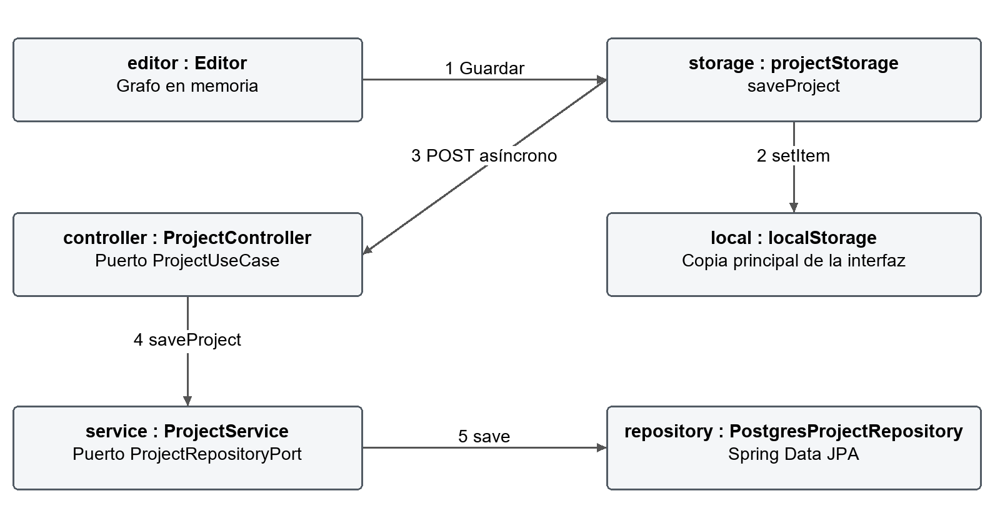 editor : Editor
Grafo en memoria
1 Guardar
storage : projectStorage
saveProject
3 POST asíncrono
2 setItem
controller : ProjectController
Puerto ProjectUseCase
local : localStorage
Copia principal de la interfaz
4 saveProject
service : ProjectService
Puerto ProjectRepositoryPort
5 save
repository : PostgresProjectRepository
Spring Data JPA